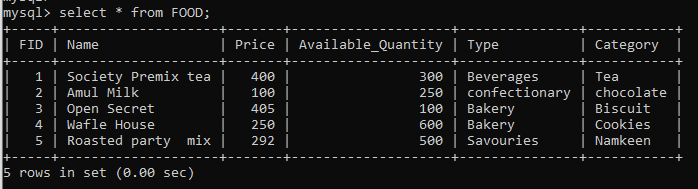 mysql> select * from FOOD;
+-----+---------------------+-------+--------------------+---------------+-----------+
| FID | Name                | Price | Available_Quantity | Type          | Category  |
+-----+---------------------+-------+--------------------+---------------+-----------+
|   1 | Society Premix tea  |   400 |                300 | Beverages     | Tea       |
|   2 | Amul Milk           |   100 |                250 | confectionary | chocolate |
|   3 | Open Secret         |   405 |                100 | Bakery        | Biscuit   |
|   4 | Wafle House         |   250 |                600 | Bakery        | Cookies   |
|   5 | Roasted party  mix  |   292 |                500 | Savouries     | Namkeen   |
+-----+---------------------+-------+--------------------+---------------+-----------+
5 rows in set (0.00 sec)